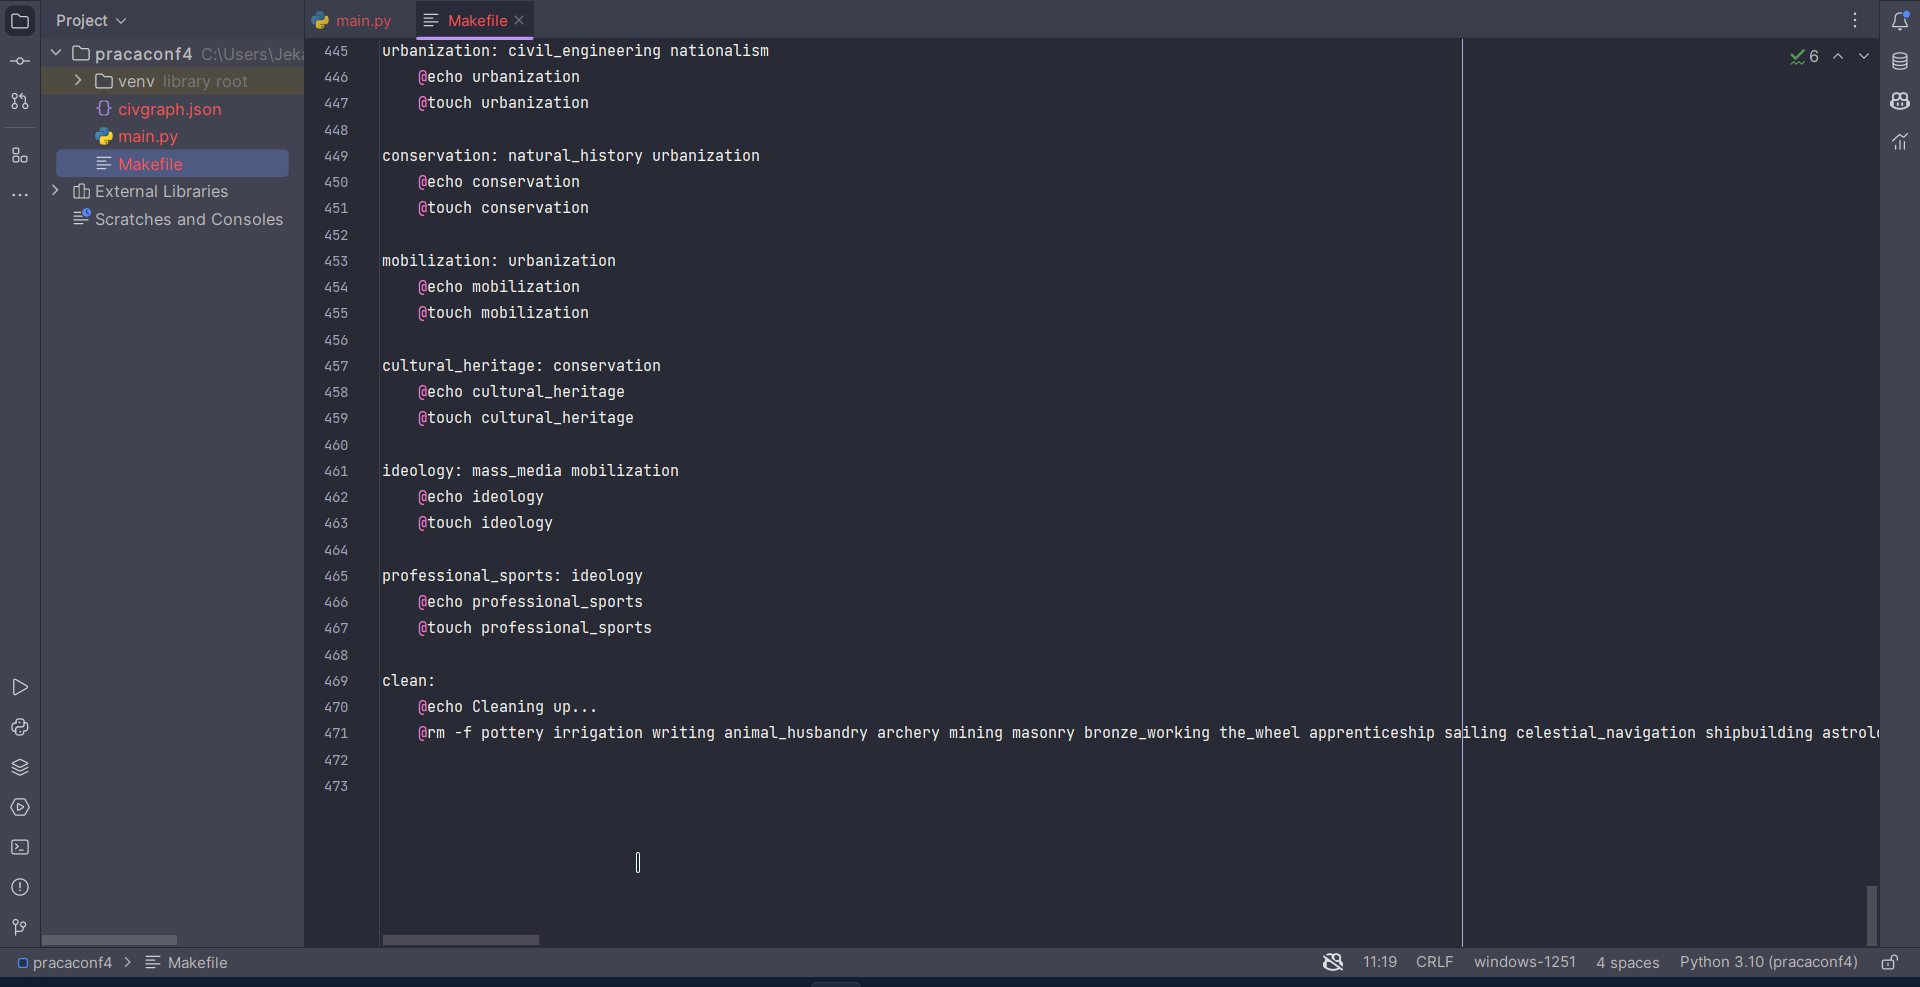 Project
main.py
Makefile
pracaconf4 C:\Users\Jeka
venv library root
civgraph.json
main.py
Makefile
External Libraries
Scratches and Consoles
6
445 urbanization: civil_engineering nationalism
446 @echo urbanization
447 @touch urbanization
448
449 conservation: natural_history urbanization
450 @echo conservation
451 @touch conservation
452
453 mobilization: urbanization
454 @echo mobilization
455 @touch mobilization
456
457 cultural_heritage: conservation
458 @echo cultural_heritage
459 @touch cultural_heritage
460
461 ideology: mass_media mobilization
462 @echo ideology
463 @touch ideology
464
465 professional_sports: ideology
466 @echo professional_sports
467 @touch professional_sports
468
469 clean:
470 @echo Cleaning up...
471 @rm -f pottery irrigation writing animal_husbandry archery mining masonry bronze_working the_wheel apprenticeship sailing celestial_navigation shipbuilding astrol
472
473
pracaconf4 > Makefile
11:19 CRLF windows-1251 4 spaces Python 3.10 (pracaconf4)